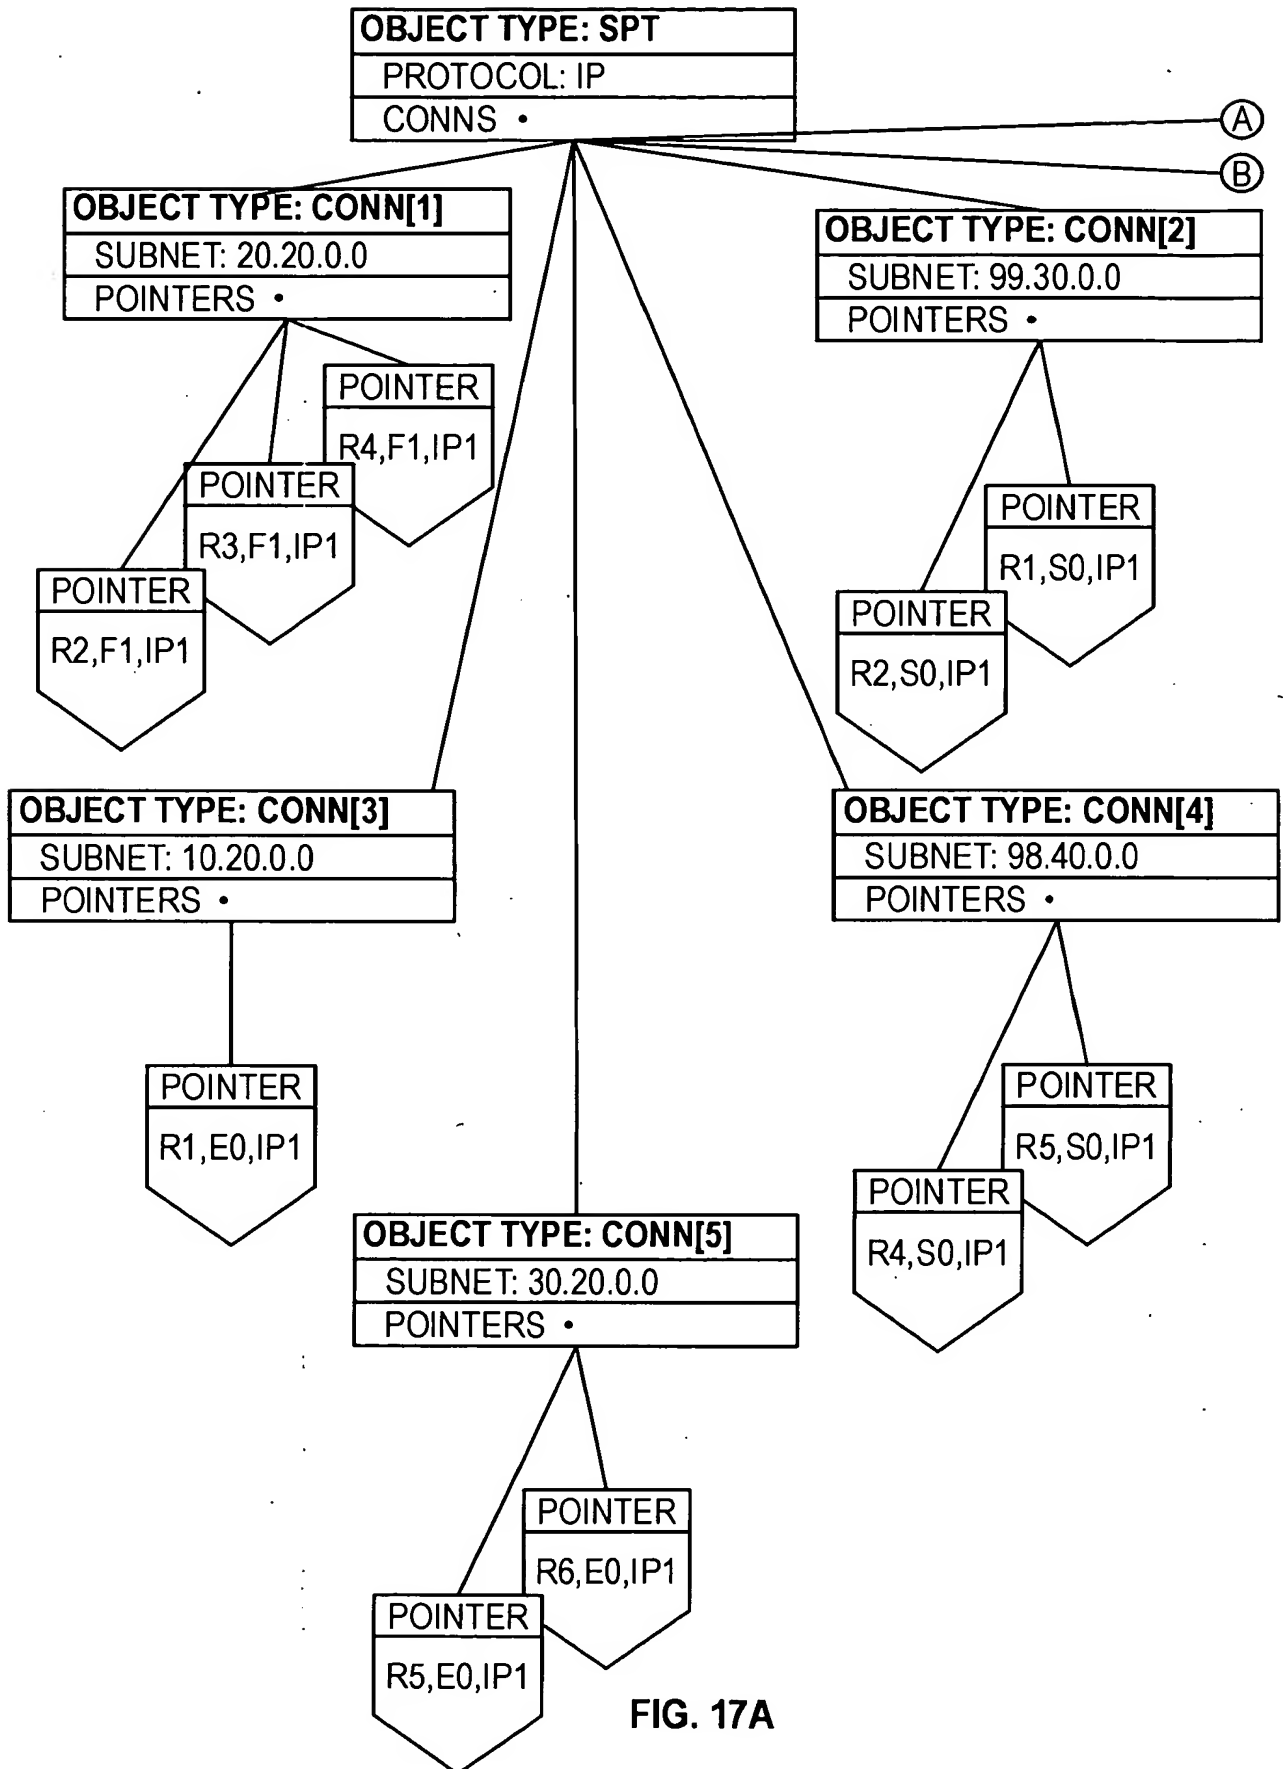 OBJECT TYPE: SPT
PROTOCOL: IP
CONNS •
A
B
OBJECT TYPE: CONN[1]
SUBNET: 20.20.0.0
POINTERS •
OBJECT TYPE: CONN[2]
SUBNET: 99.30.0.0
POINTERS •
POINTER
R4,F1,IP1
POINTER
R3,F1,IP1
POINTER
R2,F1,IP1
POINTER
R1,S0,IP1
POINTER
R2,S0,IP1
OBJECT TYPE: CONN[3]
SUBNET: 10.20.0.0
POINTERS •
OBJECT TYPE: CONN[4]
SUBNET: 98.40.0.0
POINTERS •
POINTER
R1,E0,IP1
POINTER
R5,S0,IP1
POINTER
R4,S0,IP1
OBJECT TYPE: CONN[5]
SUBNET: 30.20.0.0
POINTERS •
POINTER
R6,E0,IP1
POINTER
R5,E0,IP1
FIG. 17A